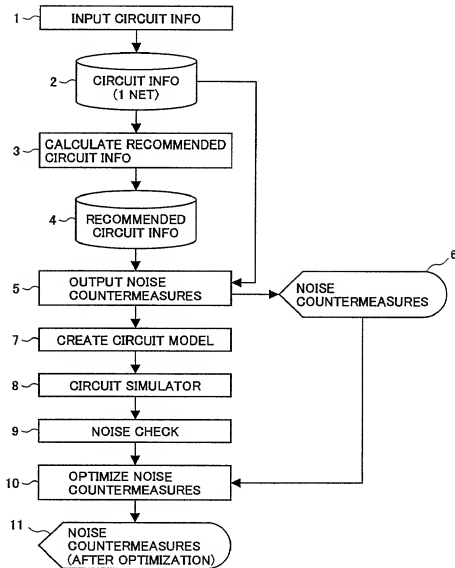 1 INPUT CIRCUIT INFO
2 CIRCUIT INFO
(1 NET)
3 CALCULATE RECOMMENDED
CIRCUIT INFO
4 RECOMMENDED
CIRCUIT INFO
5 OUTPUT NOISE
COUNTERMEASURES
6
NOISE
COUNTERMEASURES
7 CREATE CIRCUIT MODEL
8 CIRCUIT SIMULATOR
9 NOISE CHECK
10 OPTIMIZE NOISE
COUNTERMEASURES
11 NOISE
COUNTERMEASURES
(AFTER OPTIMIZATION)